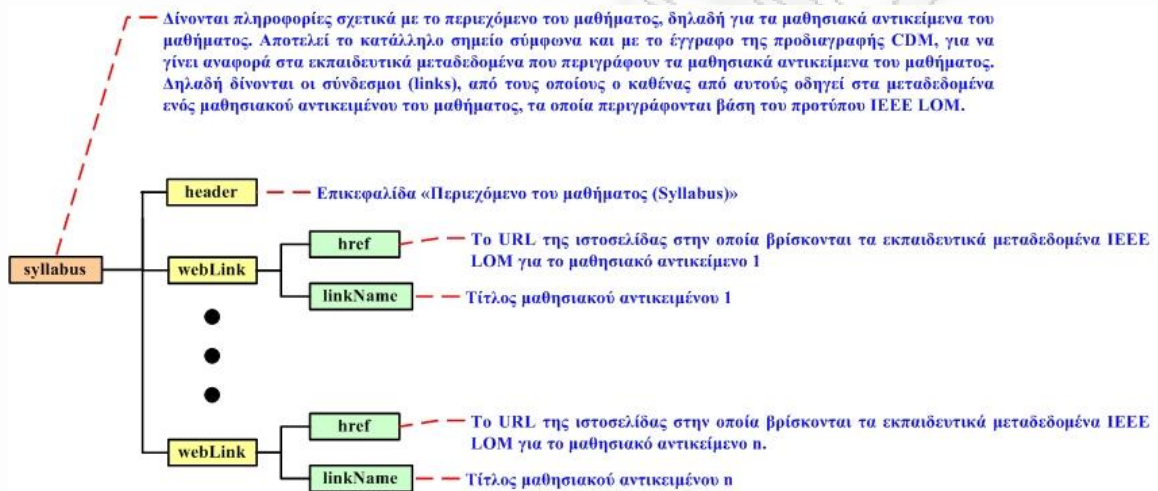 Δίνονται πληροφορίες σχετικά με το περιεχόμενο του μαθήματος, δηλαδή για τα μαθησιακά αντικείμενα του
μαθήματος. Αποτελεί το κατάλληλο σημείο σύμφωνα και με το έγγραφο της προδιαγραφής CDM, για να
γίνει αναφορά στα εκπαιδευτικά μεταδεδομένα που περιγράφουν τα μαθησιακά αντικείμενα του μαθήματος.
Δηλαδή δίνονται οι σύνδεσμοι (links), από τους οποίους ο καθένας από αυτούς οδηγεί στα μεταδεδομένα
ενός μαθησιακού αντικειμένου του μαθήματος, τα οποία περιγράφονται βάση του προτύπου IEEE LOM.
header
Επικεφαλίδα «Περιεχόμενο του μαθήματος (Syllabus)»
syllabus
webLink
href
Το URL της ιστοσελίδας στην οποία βρίσκονται τα εκπαιδευτικά μεταδεδομένα IEEE
LOM για το μαθησιακό αντικείμενο 1
linkName
Τίτλος μαθησιακού αντικειμένου 1
webLink
href
Το URL της ιστοσελίδας στην οποία βρίσκονται τα εκπαιδευτικά μεταδεδομένα IEEE
LOM για το μαθησιακό αντικείμενο n.
linkName
Τίτλος μαθησιακού αντικειμένου n